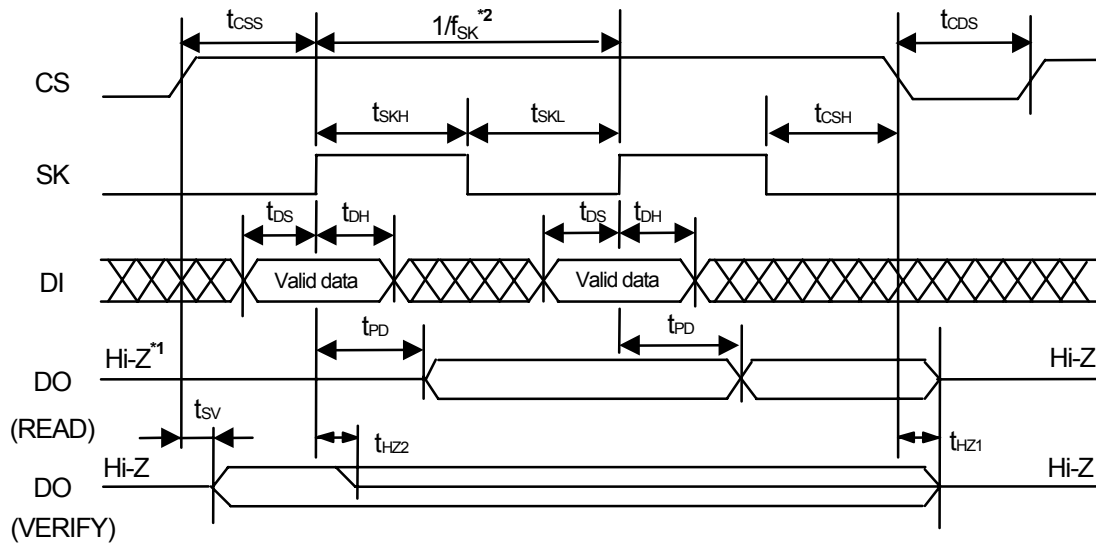 tCSS 1/fSK*2 tCDS
CS
tSKH tSKL tCSH
SK
tDS tDH tDS tDH
DI Valid data Valid data
tPD tPD
Hi-Z*1 Hi-Z
DO
(READ)
tSV tHZ2 tHZ1
Hi-Z Hi-Z
DO
(VERIFY)